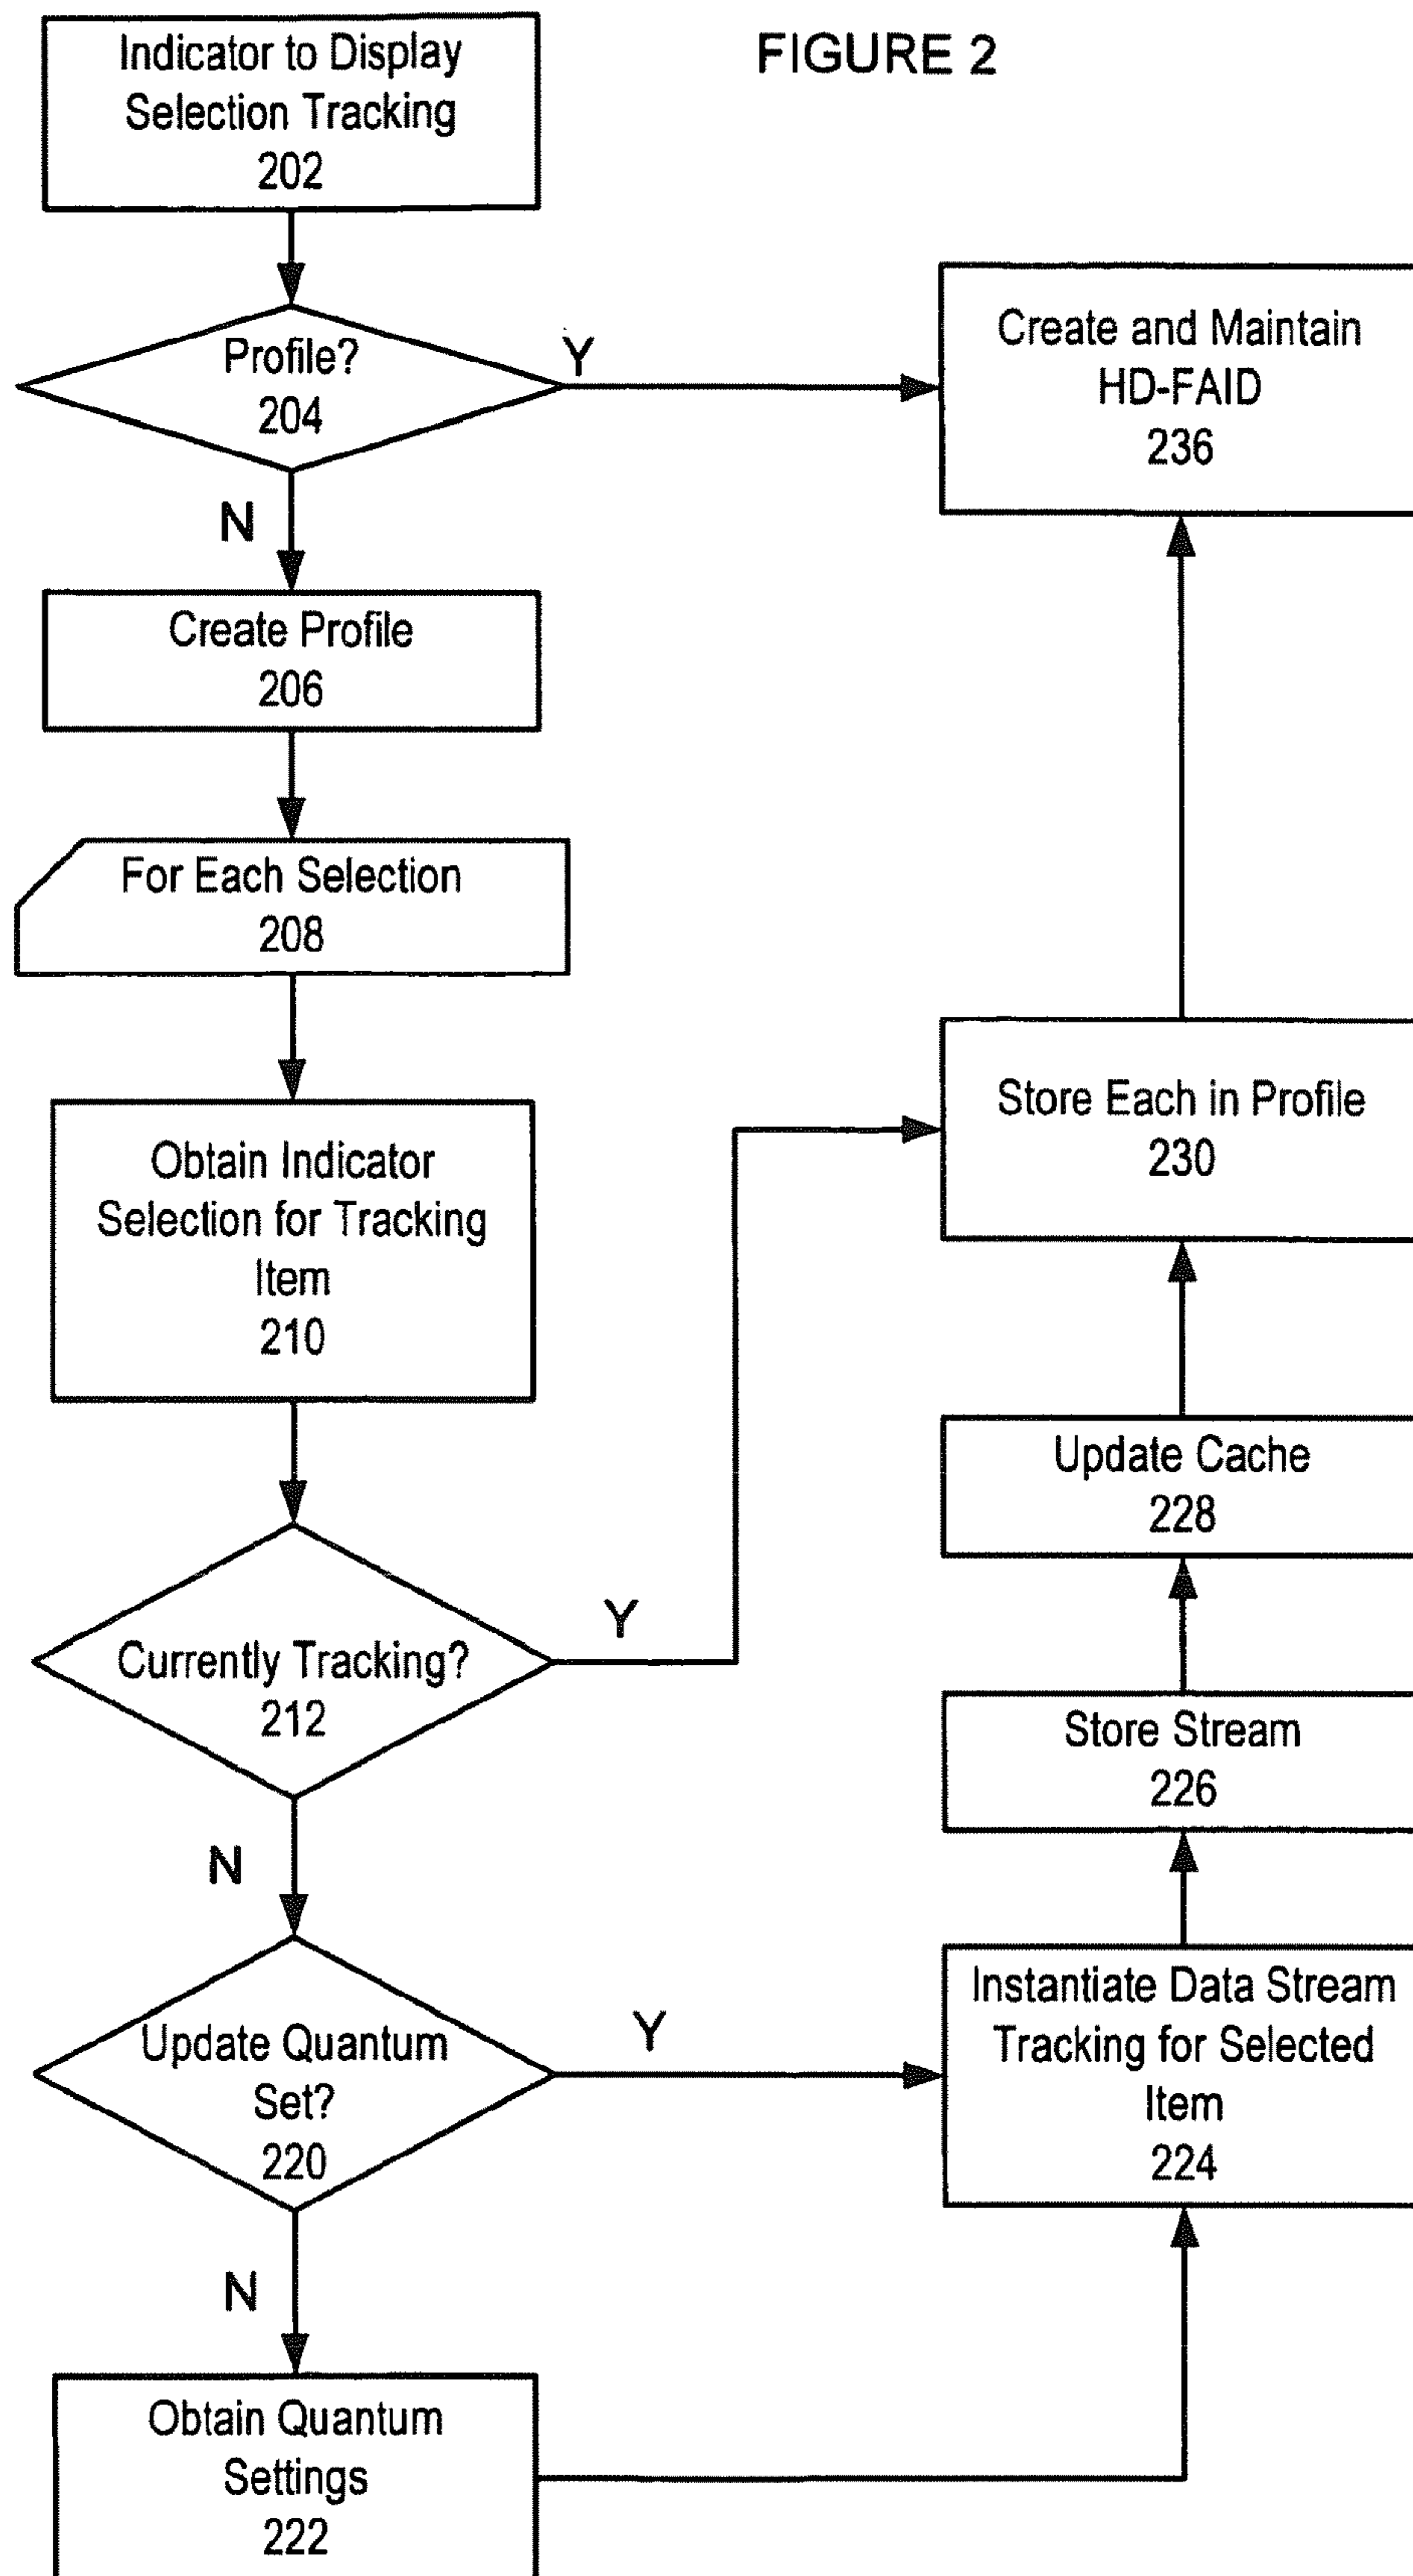 FIGURE 2
Indicator to Display
Selection Tracking
202
Profile?
204
Y
N
Create and Maintain
HD-FAID
236
Create Profile
206
For Each Selection
208
Obtain Indicator
Selection for Tracking
Item
210
Store Each in Profile
230
Currently Tracking?
212
Y
N
Update Cache
228
Store Stream
226
Update Quantum
Set?
220
Y
N
Instantiate Data Stream
Tracking for Selected
Item
224
Obtain Quantum
Settings
222